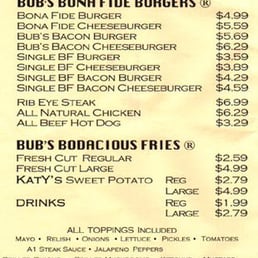 BUB'S BONA FIDE BURGERS ®
BONA FIDE BURGER $4.99
BONA FIDE CHEESEBURGER $5.59
BUB'S BACON BURGER $5.69
BUB'S BACON CHEESEBURGER $6.29
SINGLE BF BURGER $3.59
SINGLE BF CHEESEBURGER $3.89
SINGLE BF BACON BURGER $4.29
SINGLE BF BACON CHEESEBURGER $4.59
RIB EYE STEAK $6.99
ALL NATURAL CHICKEN $6.29
ALL BEEF HOT DOG $3.29
BUB'S BODACIOUS FRIES ®
FRESH CUT REGULAR $2.59
FRESH CUT LARGE $4.99
KATY'S SWEET POTATO REG $2.79
LARGE $4.99
DRINKS REG $1.99
LARGE $2.79
ALL TOPPINGS INCLUDED
MAYO • RELISH • ONIONS • LETTUCE • PICKLES • TOMATOES
A1 STEAK SAUCE • JALAPENO PEPPERS